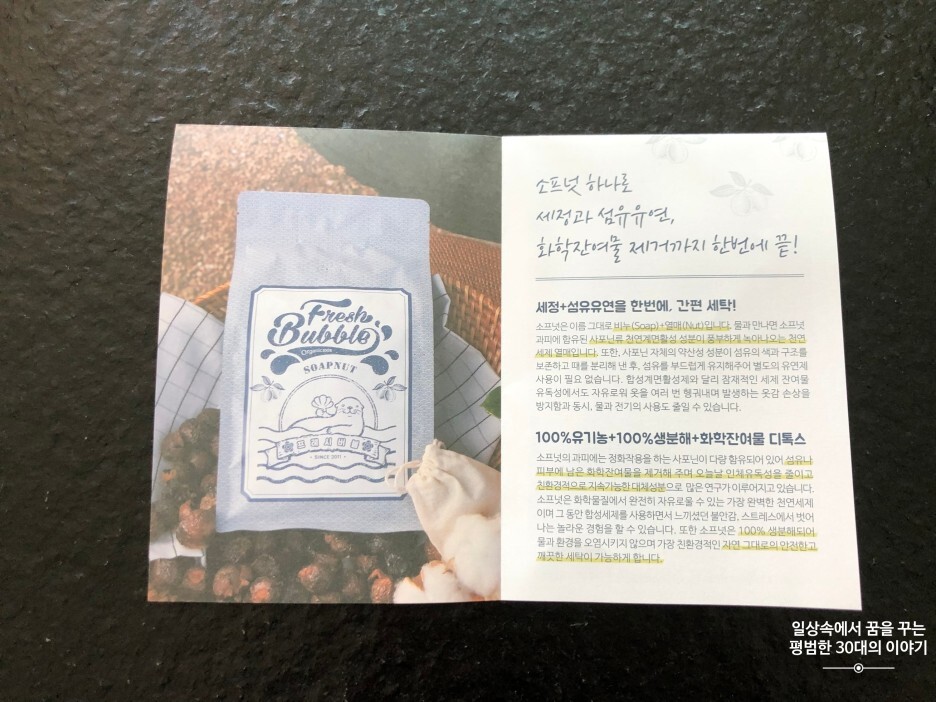 Fresh
Bubble
Organic zero
SOAPNUT
프레시버블
· SINCE 2011 ·
소프넛 하나로
세정과 섬유유연,
화학잔여물 제거까지 한번에 끝!
세정+섬유유연을 한번에, 간편 세탁!
소프넛은 이름 그대로 비누(Soap)+열매(Nut)입니다. 물과 만나면 소프넛
과피에 함유된 사포닌류 천연계면활성 성분이 풍부하게 녹아나오는 천연
세제 열매입니다. 또한, 사포닌 자체의 약산성 성분이 섬유의 색과 구조를
보존하고 때를 분리해 낸 후, 섬유를 부드럽게 유지해주어 별도의 유연제
사용이 필요 없습니다. 합성계면활성제와 달리 잠재적인 세제 잔여물
유독성에서도 자유로워 옷을 여러 번 헹궈내며 발생하는 옷감 손상을
방지함과 동시, 물과 전기의 사용도 줄일 수 있습니다.
100%유기농+100%생분해+화학잔여물 디톡스
소프넛의 과피에는 정화작용을 하는 사포닌이 다량 함유되어 있어 섬유나
피부에 남은 화학잔여물을 제거해 주며 오늘날 인체유독성을 줄이고
친환경적으로 지속가능한 대체성분으로 많은 연구가 이루어지고 있습니다.
소프넛은 화학물질에서 완전히 자유로울 수 있는 가장 완벽한 천연세제
이며 그 동안 합성세제를 사용하면서 느끼셨던 불안감, 스트레스에서 벗어
나는 놀라운 경험을 할 수 있습니다. 또한 소프넛은 100% 생분해되어
물과 환경을 오염시키지 않으며 가장 친환경적인 자연 그대로의 안전한고
깨끗한 세탁이 가능하게 합니다.
일상속에서 꿈을 꾸는
평범한 30대의 이야기